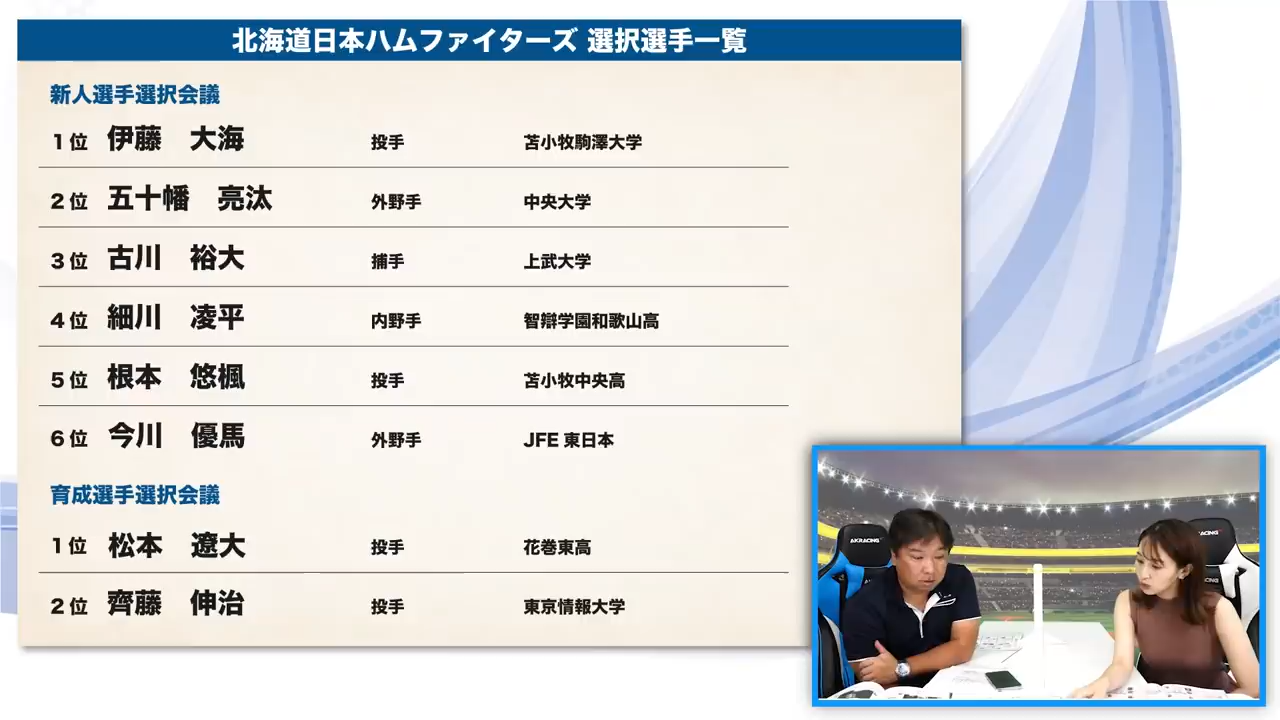 北海道日本ハムファイターズ 選択選手一覧
新人選手選択会議
1位 伊藤 大海 投手 苫小牧駒澤大学
2位 五十幡 亮汰 外野手 中央大学
3位 古川 裕大 捕手 上武大学
4位 細川 凌平 内野手 智辯学園和歌山高
5位 根本 悠楓 投手 苫小牧中央高
6位 今川 優馬 外野手 JFE 東日本
育成選手選択会議
1位 松本 遼大 投手 花巻東高
2位 齊藤 伸治 投手 東京情報大学
AKRACING
RACING